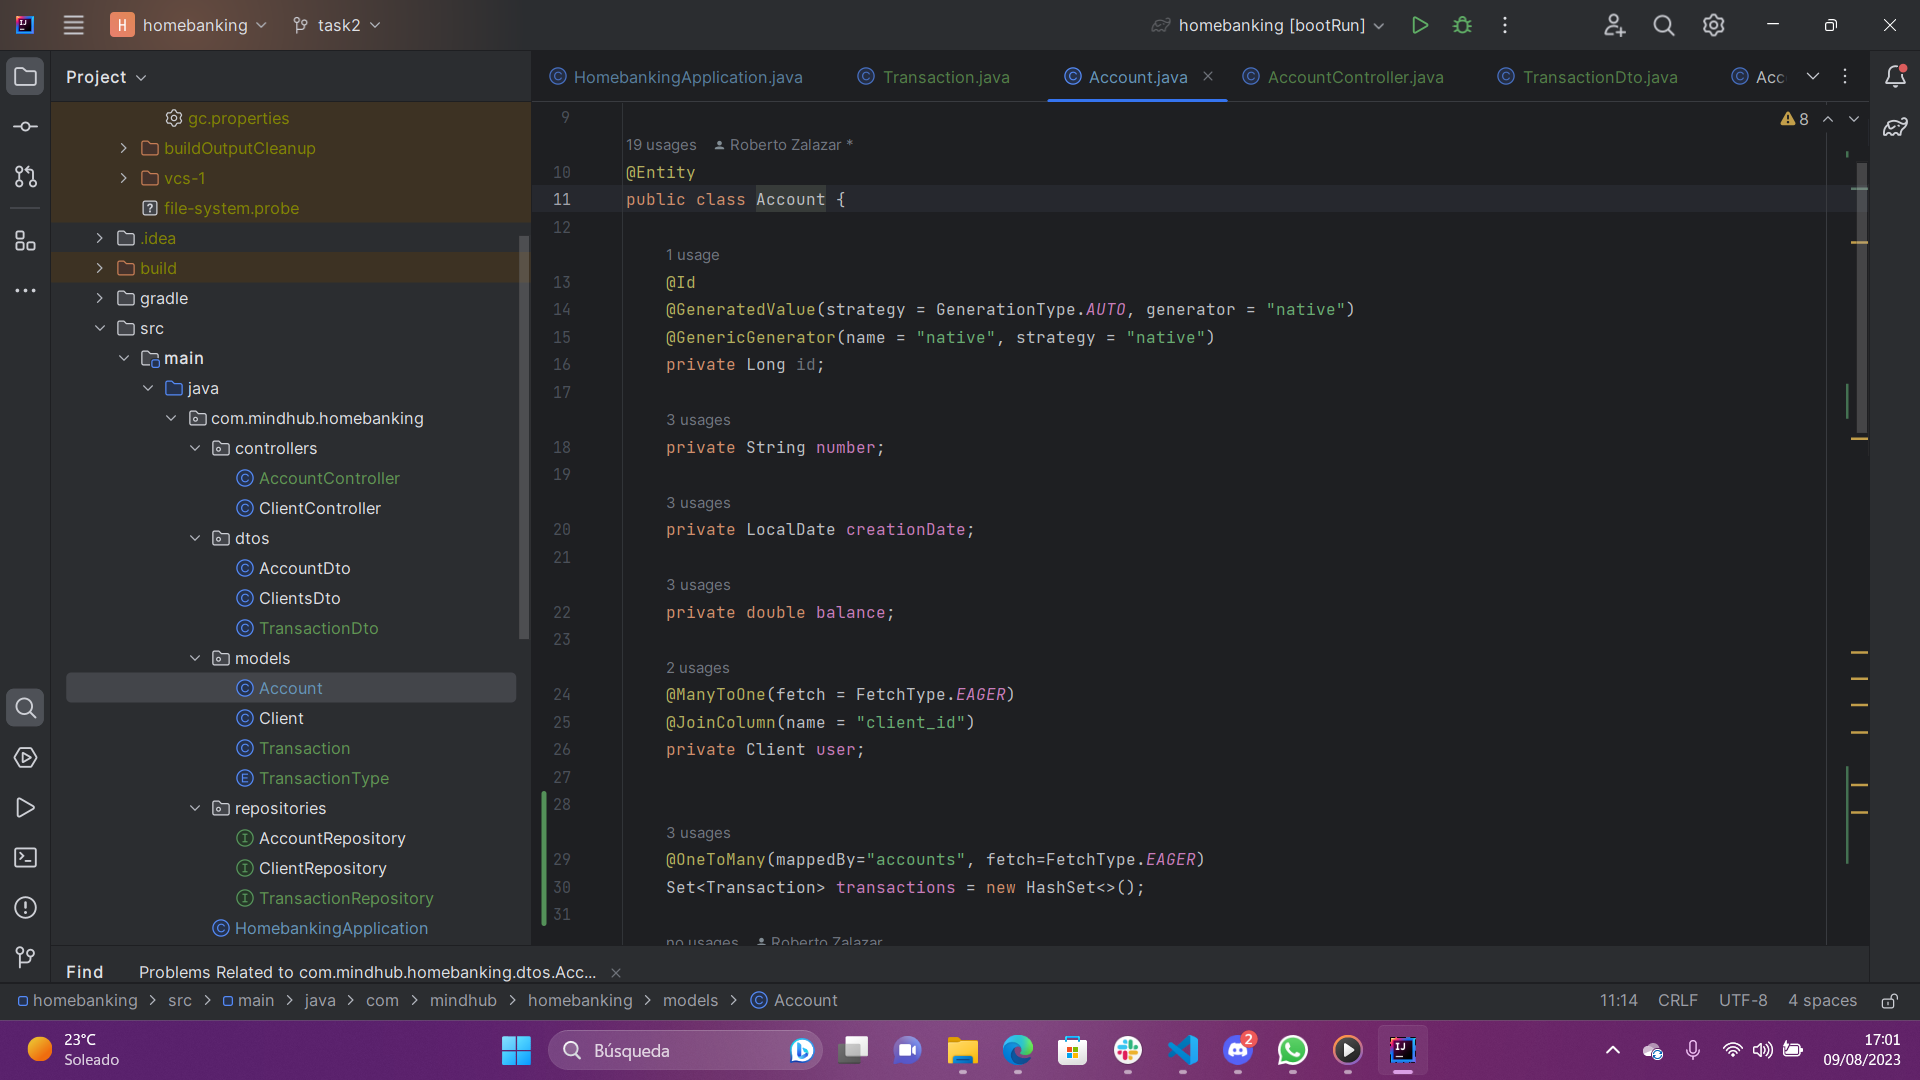 H homebanking task2 homebanking [bootRun]
Project HomebankingApplication.java Transaction.java Account.java AccountController.java TransactionDto.java Acc
gc.properties
buildOutputCleanup
vcs-1
file-system.probe
.idea
build
gradle
src
main
java
com.mindhub.homebanking
controllers
AccountController
ClientController
dtos
AccountDto
ClientsDto
TransactionDto
models
Account
Client
Transaction
TransactionType
repositories
AccountRepository
ClientRepository
TransactionRepository
HomebankingApplication
8
9
19 usages Roberto Zalazar *
10 @Entity
11 public class Account {
12
1 usage
13 @Id
14 @GeneratedValue(strategy = GenerationType.AUTO, generator = "native")
15 @GenericGenerator(name = "native", strategy = "native")
16 private Long id;
17
3 usages
18 private String number;
19
3 usages
20 private LocalDate creationDate;
21
3 usages
22 private double balance;
23
2 usages
24 @ManyToOne(fetch = FetchType.EAGER)
25 @JoinColumn(name = "client_id")
26 private Client user;
27
28
3 usages
29 @OneToMany(mappedBy="accounts", fetch=FetchType.EAGER)
30 Set<Transaction> transactions = new HashSet<>();
31
no usages Roberto Zalazar
Find Problems Related to com.mindhub.homebanking.dtos.Acc...
homebanking src main java com mindhub homebanking models Account 11:14 CRLF UTF-8 4 spaces
23°C
Soleado
Búsqueda
2
17:01
09/08/2023